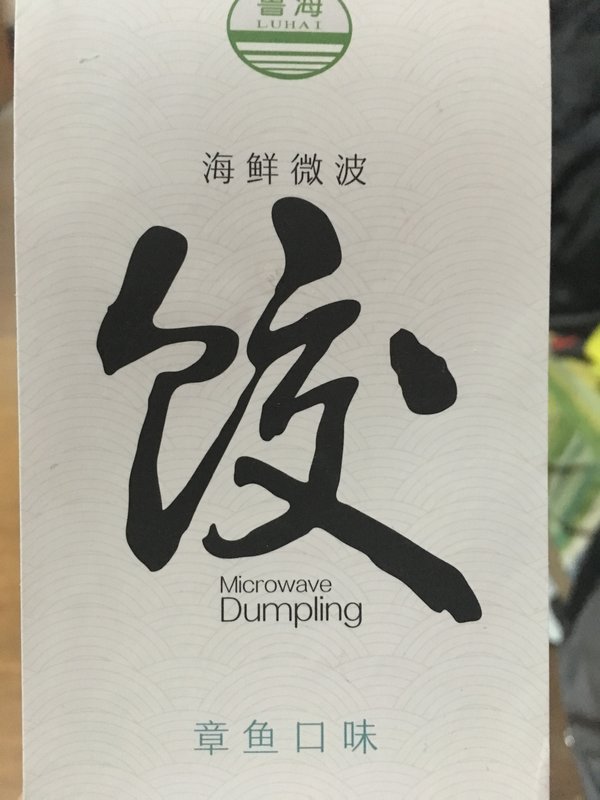 鲁海
LUHAI
海鲜微波
饺
Microwave
Dumpling
章鱼口味